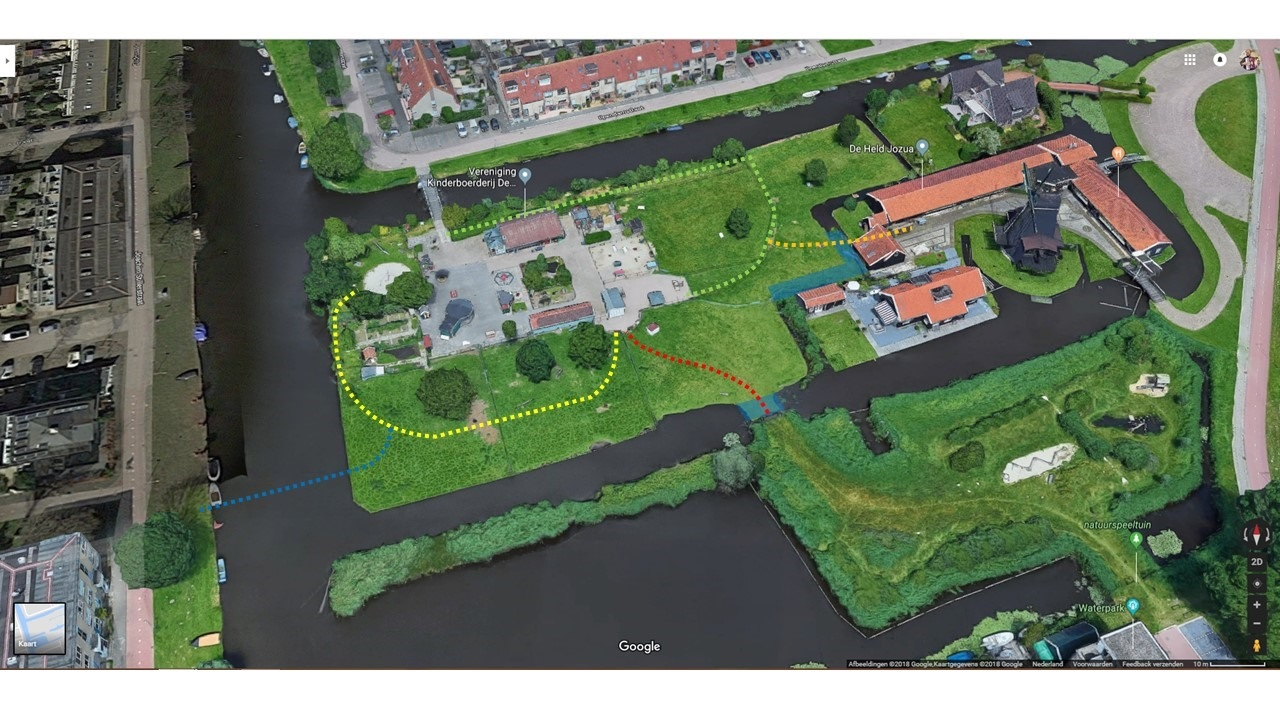 Vereniging
Kinderboerderij De...
De Held Jozua
natuurspeeltuin
Waterpark
2D
Kaart
Google
Afbeeldingen ©2018 Google,Kaartgegevens ©2018 Google Nederland Voorwaarden Feedback verzenden 10 m